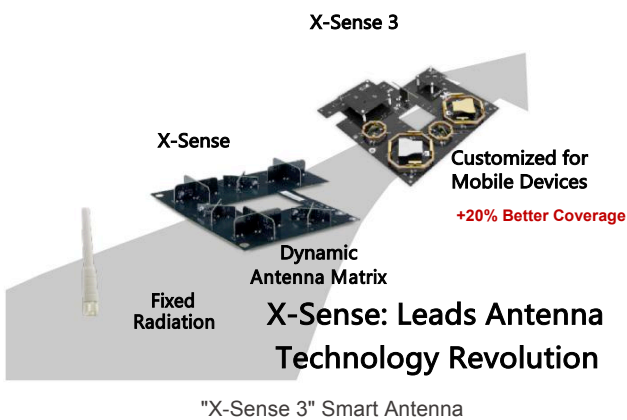 X-Sense 3
X-Sense
Customized for
Mobile Devices
+20% Better Coverage
Dynamic
Antenna Matrix
Fixed
Radiation
X-Sense: Leads Antenna
Technology Revolution
"X-Sense 3" Smart Antenna